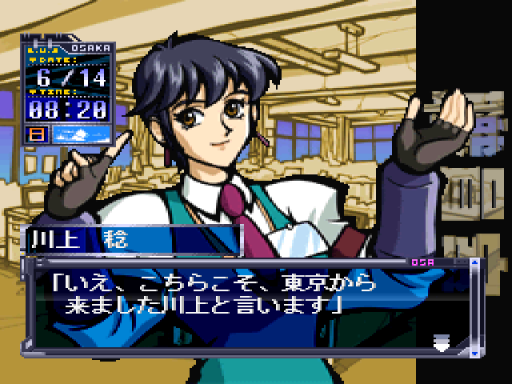 OSAKA
DATE:
6/14
TIME:
08:20
日
川上 稔
OSA
「いえ、こちらこそ、東京から
来ました川上と言います」